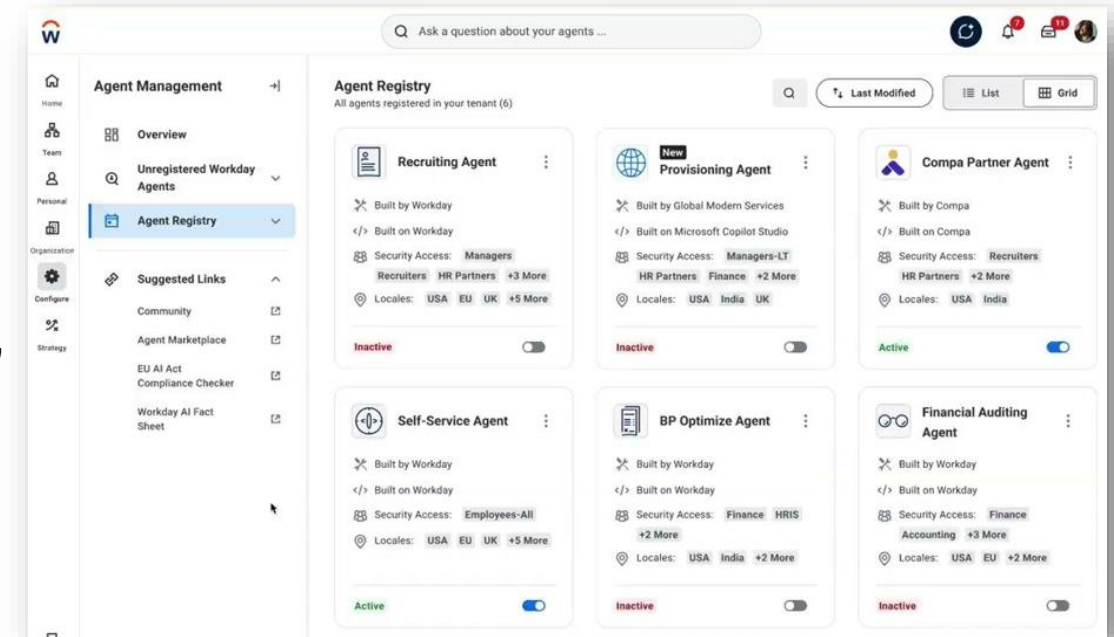 W
Ask a question about your agents ...
7
11
Home
Team
Personal
Organization
Configure
Strategy
Agent Management
Overview
Unregistered Workday
Agents
Agent Registry
Suggested Links
Community
Agent Marketplace
EU AI Act
Compliance Checker
Workday AI Fact
Sheet
Agent Registry
All agents registered in your tenant (6)
Last Modified
List
Grid
Recruiting Agent
Built by Workday
</> Built on Workday
Security Access: Managers
Recruiters HR Partners +3 More
Locales: USA EU UK +5 More
Inactive
New
Provisioning Agent
Built by Global Modern Services
</> Built on Microsoft Copilot Studio
Security Access: Managers-LT
HR Partners Finance +2 More
Locales: USA India UK
Inactive
Compa Partner Agent
Built by Compa
</> Built on Compa
Security Access: Recruiters
HR Partners +2 More
Locales: USA India
Active
Self-Service Agent
Built by Workday
</> Built on Workday
Security Access: Employees-All
Locales: USA EU UK +5 More
Active
BP Optimize Agent
Built by Workday
</> Built on Workday
Security Access: Finance HRIS
+2 More
Locales: USA India +2 More
Inactive
Financial Auditing
Agent
Built by Workday
</> Built on Workday
Security Access: Finance
Accounting +3 More
Locales: USA EU +2 More
Inactive